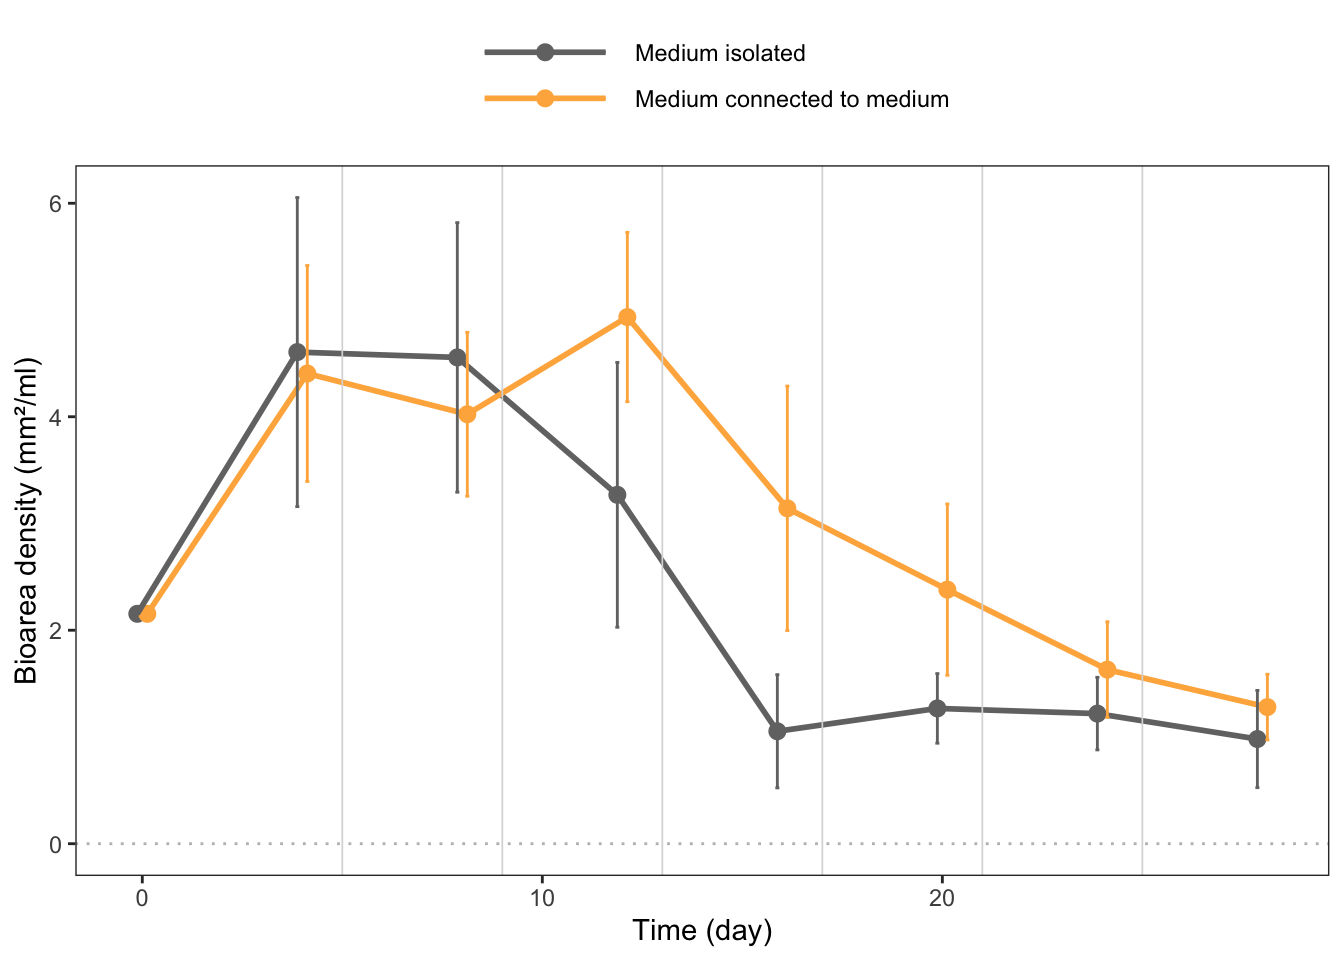 Medium isolated
Medium connected to medium
Bioarea density (mm²/ml)
6
4
2
0
0 10 20
Time (day)